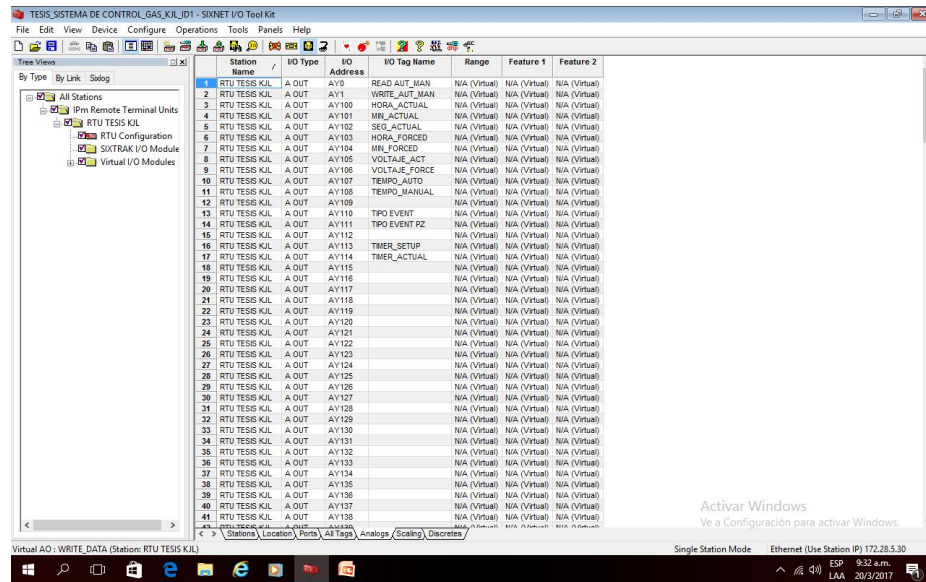 TESIS_SISTEMA DE CONTROL_GAS_KJL_ID1 - SIXNET I/O Tool Kit
File Edit View Device Configure Operations Tools Panels Help
Tree Views
By Type By Link Sixlog
All Stations
IPm Remote Terminal Units
RTU TESIS KJL
RTU Configuration
SIXTRAK I/O Module
Virtual I/O Modules
Station Name / I/O Type I/O Address I/O Tag Name Range Feature 1 Feature 2
1 RTU TESIS KJL A OUT AY0 READ AUT_MAN N/A (Virtual) N/A (Virtual) N/A (Virtual)
2 RTU TESIS KJL A OUT AY1 WRITE_AUT_MAN N/A (Virtual) N/A (Virtual) N/A (Virtual)
3 RTU TESIS KJL A OUT AY100 HORA_ACTUAL N/A (Virtual) N/A (Virtual) N/A (Virtual)
4 RTU TESIS KJL A OUT AY101 MIN_ACTUAL N/A (Virtual) N/A (Virtual) N/A (Virtual)
5 RTU TESIS KJL A OUT AY102 SEG_ACTUAL N/A (Virtual) N/A (Virtual) N/A (Virtual)
6 RTU TESIS KJL A OUT AY103 HORA_FORCED N/A (Virtual) N/A (Virtual) N/A (Virtual)
7 RTU TESIS KJL A OUT AY104 MIN_FORCED N/A (Virtual) N/A (Virtual) N/A (Virtual)
8 RTU TESIS KJL A OUT AY105 VOLTAJE_ACT N/A (Virtual) N/A (Virtual) N/A (Virtual)
9 RTU TESIS KJL A OUT AY106 VOLTAJE_FORCE N/A (Virtual) N/A (Virtual) N/A (Virtual)
10 RTU TESIS KJL A OUT AY107 TIEMPO_AUTO N/A (Virtual) N/A (Virtual) N/A (Virtual)
11 RTU TESIS KJL A OUT AY108 TIEMPO_MANUAL N/A (Virtual) N/A (Virtual) N/A (Virtual)
12 RTU TESIS KJL A OUT AY109 N/A (Virtual) N/A (Virtual) N/A (Virtual)
13 RTU TESIS KJL A OUT AY110 TIPO EVENT N/A (Virtual) N/A (Virtual) N/A (Virtual)
14 RTU TESIS KJL A OUT AY111 TIPO EVENT PZ N/A (Virtual) N/A (Virtual) N/A (Virtual)
15 RTU TESIS KJL A OUT AY112 N/A (Virtual) N/A (Virtual) N/A (Virtual)
16 RTU TESIS KJL A OUT AY113 TIMER_SETUP N/A (Virtual) N/A (Virtual) N/A (Virtual)
17 RTU TESIS KJL A OUT AY114 TIMER_ACTUAL N/A (Virtual) N/A (Virtual) N/A (Virtual)
18 RTU TESIS KJL A OUT AY115 N/A (Virtual) N/A (Virtual) N/A (Virtual)
19 RTU TESIS KJL A OUT AY116 N/A (Virtual) N/A (Virtual) N/A (Virtual)
20 RTU TESIS KJL A OUT AY117 N/A (Virtual) N/A (Virtual) N/A (Virtual)
21 RTU TESIS KJL A OUT AY118 N/A (Virtual) N/A (Virtual) N/A (Virtual)
22 RTU TESIS KJL A OUT AY119 N/A (Virtual) N/A (Virtual) N/A (Virtual)
23 RTU TESIS KJL A OUT AY120 N/A (Virtual) N/A (Virtual) N/A (Virtual)
24 RTU TESIS KJL A OUT AY121 N/A (Virtual) N/A (Virtual) N/A (Virtual)
25 RTU TESIS KJL A OUT AY122 N/A (Virtual) N/A (Virtual) N/A (Virtual)
26 RTU TESIS KJL A OUT AY123 N/A (Virtual) N/A (Virtual) N/A (Virtual)
27 RTU TESIS KJL A OUT AY124 N/A (Virtual) N/A (Virtual) N/A (Virtual)
28 RTU TESIS KJL A OUT AY125 N/A (Virtual) N/A (Virtual) N/A (Virtual)
29 RTU TESIS KJL A OUT AY126 N/A (Virtual) N/A (Virtual) N/A (Virtual)
30 RTU TESIS KJL A OUT AY127 N/A (Virtual) N/A (Virtual) N/A (Virtual)
31 RTU TESIS KJL A OUT AY128 N/A (Virtual) N/A (Virtual) N/A (Virtual)
32 RTU TESIS KJL A OUT AY129 N/A (Virtual) N/A (Virtual) N/A (Virtual)
33 RTU TESIS KJL A OUT AY130 N/A (Virtual) N/A (Virtual) N/A (Virtual)
34 RTU TESIS KJL A OUT AY131 N/A (Virtual) N/A (Virtual) N/A (Virtual)
35 RTU TESIS KJL A OUT AY132 N/A (Virtual) N/A (Virtual) N/A (Virtual)
36 RTU TESIS KJL A OUT AY133 N/A (Virtual) N/A (Virtual) N/A (Virtual)
37 RTU TESIS KJL A OUT AY134 N/A (Virtual) N/A (Virtual) N/A (Virtual)
38 RTU TESIS KJL A OUT AY135 N/A (Virtual) N/A (Virtual) N/A (Virtual)
39 RTU TESIS KJL A OUT AY136 N/A (Virtual) N/A (Virtual) N/A (Virtual)
40 RTU TESIS KJL A OUT AY137 N/A (Virtual) N/A (Virtual) N/A (Virtual)
41 RTU TESIS KJL A OUT AY138 N/A (Virtual) N/A (Virtual) N/A (Virtual)
Stations Location Ports All Tags Analogs Scaling Discretes
Activar Windows
Ve a Configuración para activar Windows.
Virtual AO : WRITE_DATA (Station: RTU TESIS KJL)
Single Station Mode Ethernet (Use Station IP) 172.28.5.30
ESP 9:32 a.m.
LAA 20/3/2017